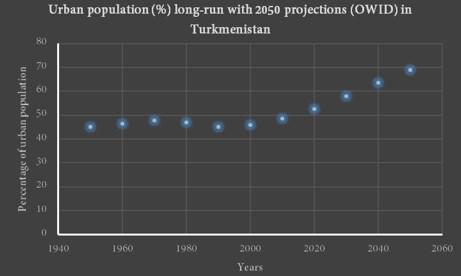 Urban population (%) long-run with 2050 projections (OWID) in
Turkmenistan
Percentage of urban population
80
70
60
50
40
30
20
10
0
1940 1960 1980 2000 2020 2040 2060
Years